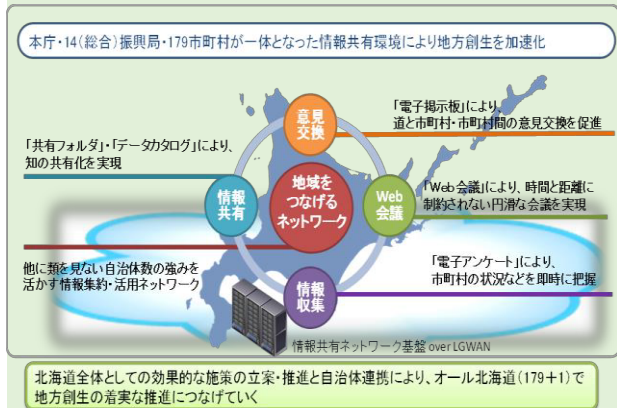 本庁・14(総合)振興局・179市町村が一体となった情報共有環境により地方創生を加速化
意見
交換
「電子掲示板」により、
道と市町村・市町村間の意見交換を促進
「共有フォルダ」・「データカタログ」により、
知の共有化を実現
情報
共有
地域を
つなげる
ネットワーク
Web
会議
「Web会議」により、時間と距離に
制約されない円滑な会議を実現
他に類を見ない自治体数の強みを
活かす情報集約・活用ネットワーク
情報
収集
「電子アンケート」により、
市町村の状況などを即時に把握
情報共有ネットワーク基盤 over LGWAN
北海道全体としての効果的な施策の立案・推進と自治体連携により、オール北海道(179+1)で
地方創生の着実な推進につなげていく